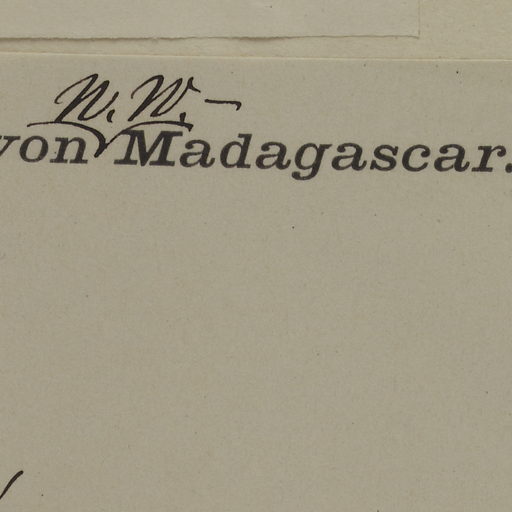 N. W. –
von Madagascar.